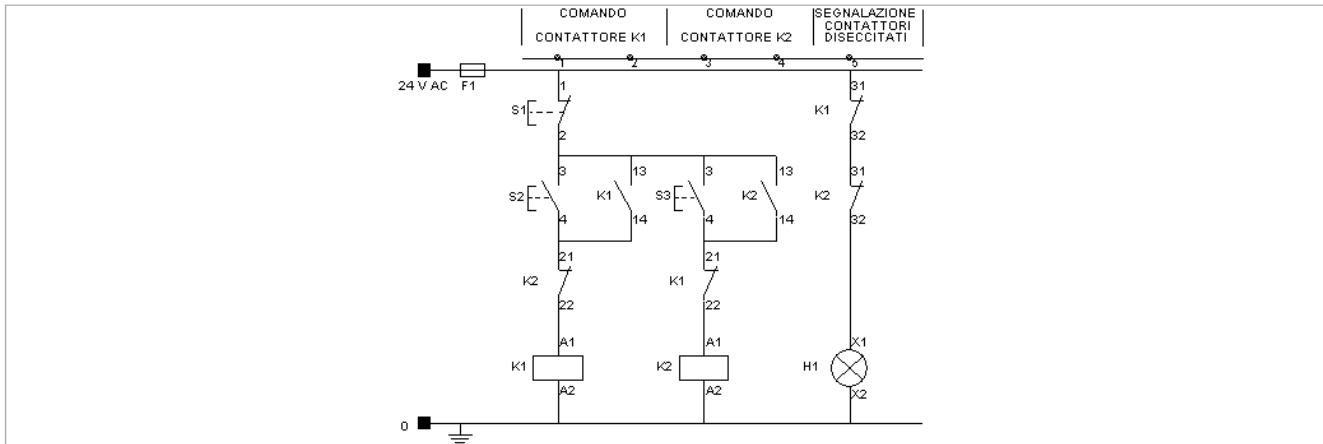 COMANDO
CONTATTORE K1
COMANDO
CONTATTORE K2
SEGNALAZIONE
CONTATTORI
DISECCITATI
1 2 3 4 5
24 V AC F1
1 31
S1 K1
2 32
3 13 3 13 31
S2 K1 S3 K2 K2
4 14 4 14 32
21 21
K2 K1
22 22
A1 A1 X1
K1 K2 H1
A2 A2 X2
0